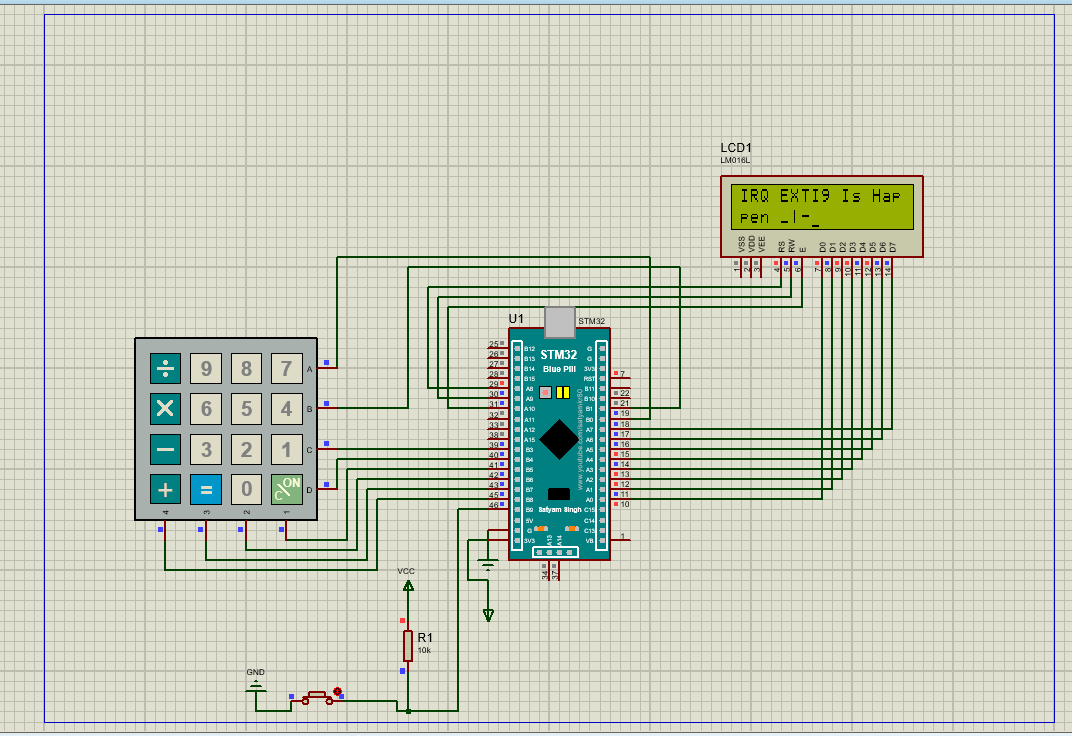 LCD1
LM016L
IRQ EXTI9 Is Hap
pen _|-_
VSS VDD VEE RS RW E D0 D1 D2 D3 D4 D5 D6 D7
1 2 3 4 5 6 7 8 9 10 11 12 13 14
U1
STM32
STM32
Blue Pill
25 B12
26 B13
27 B14
28 B15
29 A8
30 A9
31 A10
32 A11
33 A12
38 A15
39 B3
40 B4
41 B5
42 B6
43 B7
45 B8
46 B9
5V
G
3V3
G
G
3V3
RST 7
B11 22
B10 21
B1 19
B0 18
A7 17
A6 16
A5 15
A4 14
A3 13
A2 12
A1 11
A0 10
C15
C14
C13
VB 1
Satyam Singh
A13 A14
34 37
÷ 9 8 7 A
× 6 5 4 B
− 3 2 1 C
+ = 0 ON/C D
4 3 2 1
VCC
R1
10k
GND